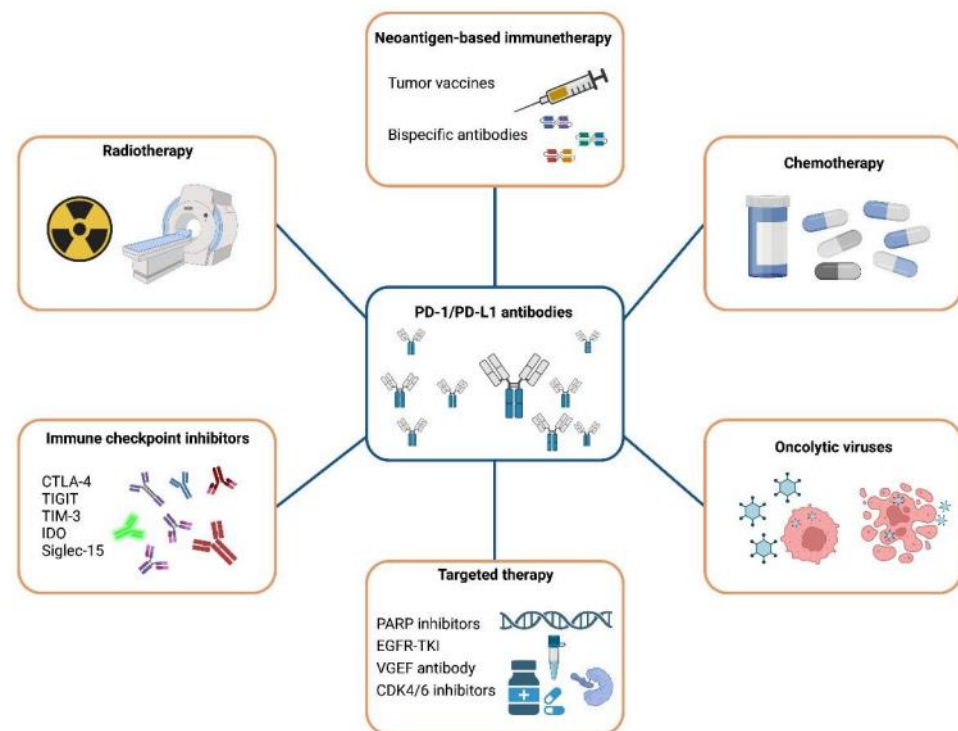 Neoantigen-based immunetherapy
Tumor vaccines
Bispecific antibodies
Radiotherapy
Chemotherapy
PD-1/PD-L1 antibodies
Immune checkpoint inhibitors
CTLA-4
TIGIT
TIM-3
IDO
Siglec-15
Oncolytic viruses
Targeted therapy
PARP inhibitors
EGFR-TKI
VGEF antibody
CDK4/6 inhibitors